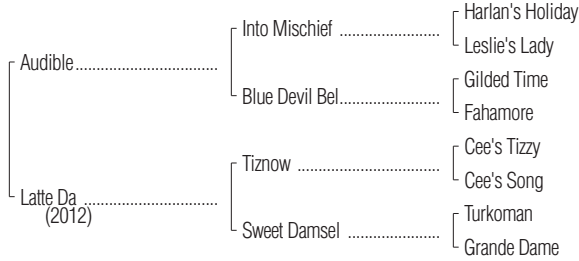 Harlan's Holiday
Into Mischief ....................
Leslie's Lady
Audible..............................
Gilded Time
Blue Devil Bel.....................
Fahamore
Cee's Tizzy
Tiznow .............................
Cee's Song
Latte Da ............................
(2012)
Turkoman
Sweet Damsel ...................
Grande Dame